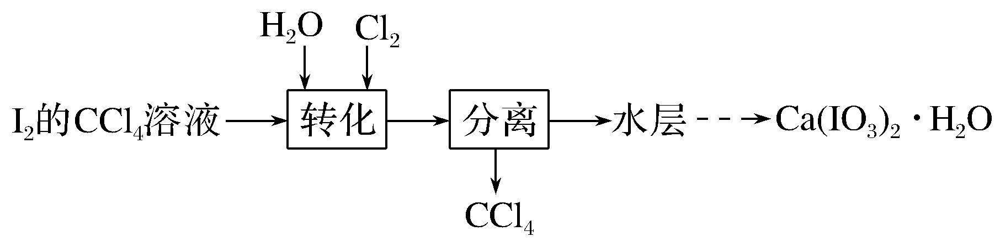 H₂O Cl₂
I₂的CCl₄溶液 转化 分离 水层 Ca(IO₃)₂·H₂O
CCl₄